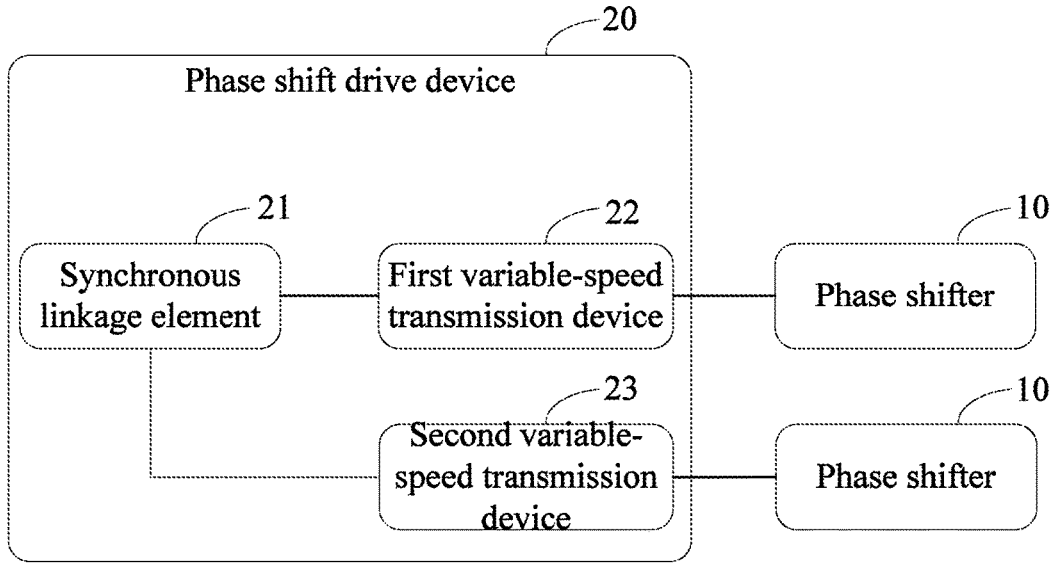 20
Phase shift drive device
21
22
10
Synchronous
linkage element
First variable-speed
transmission device
Phase shifter
23
10
Second variable-
speed transmission
device
Phase shifter